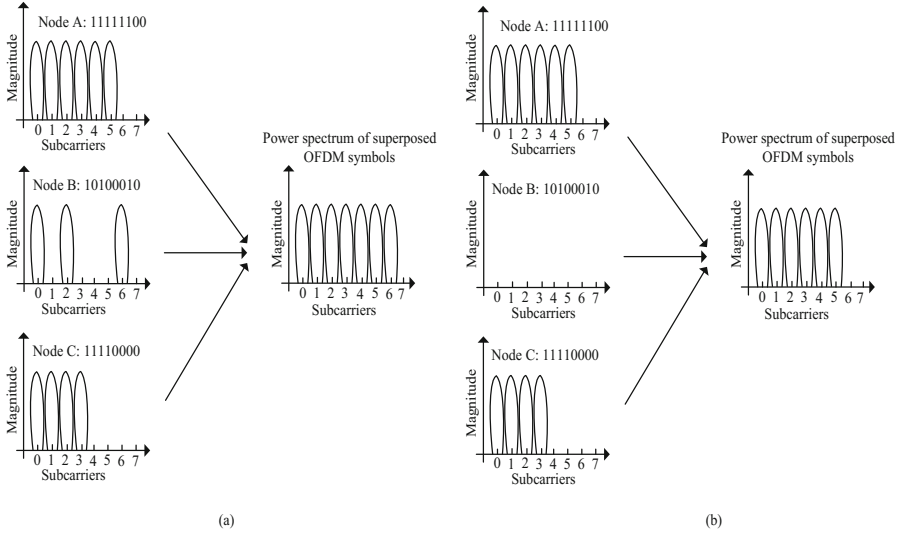 Node A: 11111100
Magnitude
0 1 2 3 4 5 6 7
Subcarriers
Node B: 10100010
Magnitude
0 1 2 3 4 5 6 7
Subcarriers
Node C: 11110000
Magnitude
0 1 2 3 4 5 6 7
Subcarriers
Power spectrum of superposed
OFDM symbols
Magnitude
0 1 2 3 4 5 6 7
Subcarriers
(a)
Node A: 11111100
Magnitude
0 1 2 3 4 5 6 7
Subcarriers
Node B: 10100010
Magnitude
0 1 2 3 4 5 6 7
Subcarriers
Node C: 11110000
Magnitude
0 1 2 3 4 5 6 7
Subcarriers
Power spectrum of superposed
OFDM symbols
Magnitude
0 1 2 3 4 5 6 7
Subcarriers
(b)